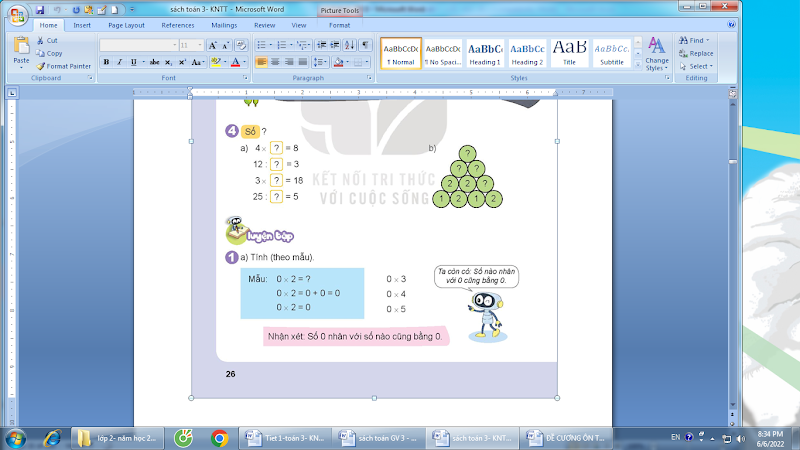 sách toán 3- KNTT - Microsoft Word
Picture Tools
Home Insert Page Layout References Mailings Review View Format
Paste
Cut
Copy
Format Painter
Clipboard
Font
Paragraph
AaBbCcDc
¶ Normal
AaBbCcDc
¶ No Spaci...
AaBbCc
Heading 1
AaBbCc
Heading 2
AaB
Title
AaBbCc.
Subtitle
Change Styles
Styles
Find
Replace
Select
Editing
4 Số ?
a) 4 × ? = 8
12 : ? = 3
3 × ? = 18
25 : ? = 5
b)
?
? ?
2 2 ?
1 2 1 2
KẾT NỐI TRI THỨC
VỚI CUỘC SỐNG
Luyện tập
1 a) Tính (theo mẫu).
Mẫu: 0 × 2 = ?
0 × 2 = 0 + 0 = 0
0 × 2 = 0
0 × 3
0 × 4
0 × 5
Ta còn có: Số nào nhân
với 0 cũng bằng 0.
Nhận xét: Số 0 nhân với số nào cũng bằng 0.
26
lớp 2- năm học 2...
Tiet 1-toán 3- KN...
sách toán GV 3 - ...
sách toán 3- KNT...
ĐỀ CƯƠNG ÔN T...
EN
8:34 PM
6/6/2022